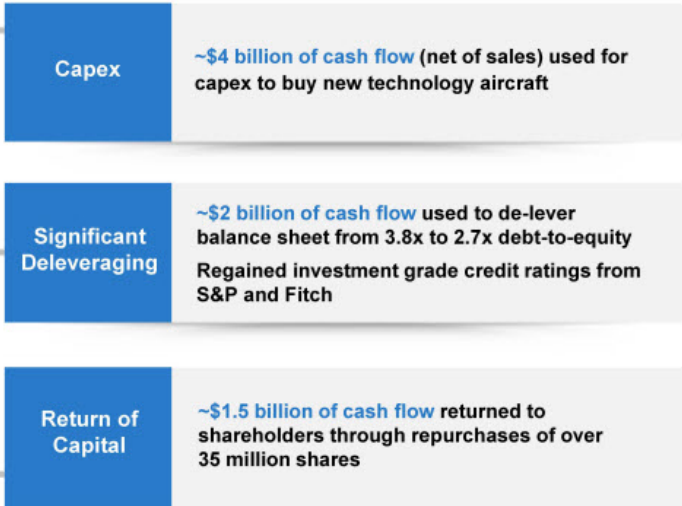 Capex
~$4 billion of cash flow (net of sales) used for
capex to buy new technology aircraft
Significant
Deleveraging
~$2 billion of cash flow used to de-lever
balance sheet from 3.8x to 2.7x debt-to-equity
Regained investment grade credit ratings from
S&P and Fitch
Return of
Capital
~$1.5 billion of cash flow returned to
shareholders through repurchases of over
35 million shares